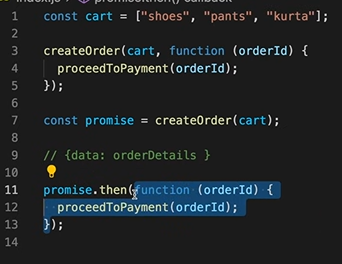 index.js > promise.then() callback
1 const cart = ["shoes", "pants", "kurta"];
2
3 createOrder(cart, function (orderId) {
4   proceedToPayment(orderId);
5 });
6
7 const promise = createOrder(cart);
8
9 // {data: orderDetails }
10
11 promise.then(function (orderId) {
12   proceedToPayment(orderId);
13 });
14